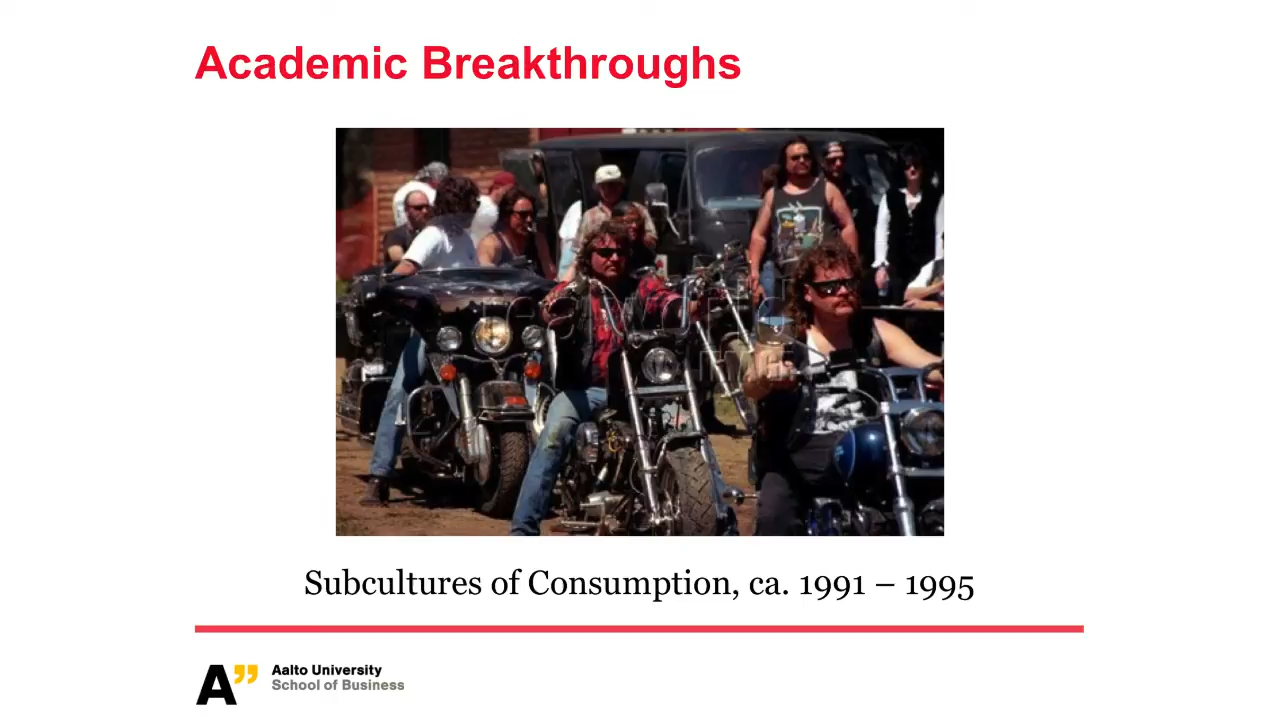 Academic Breakthroughs
Subcultures of Consumption, ca. 1991 – 1995
A”
Aalto University
School of Business